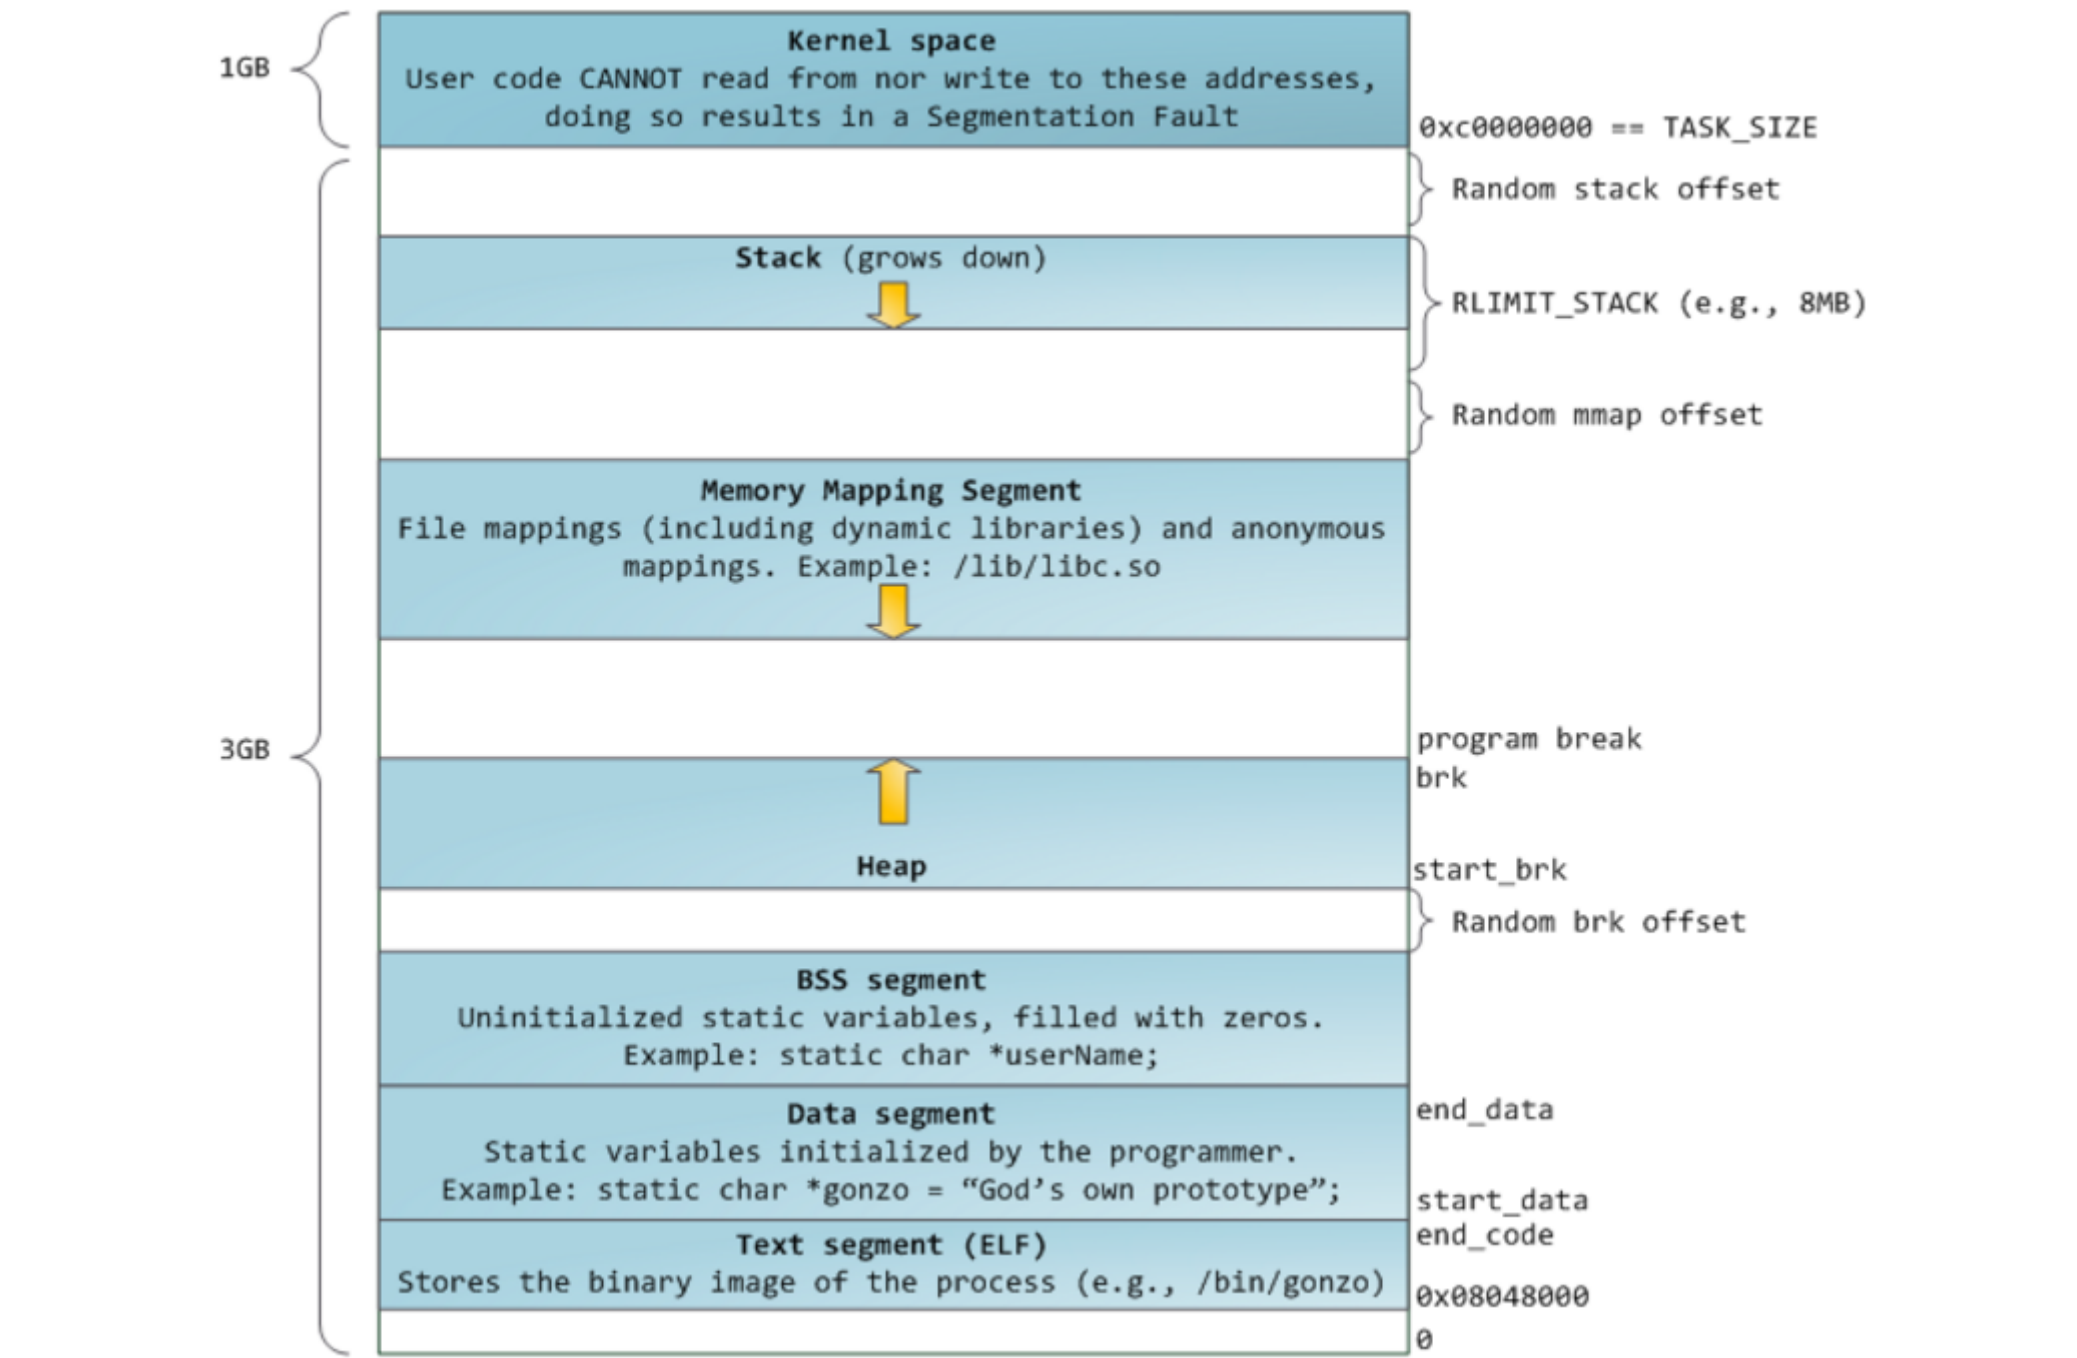 1GB
Kernel space
User code CANNOT read from nor write to these addresses,
doing so results in a Segmentation Fault
0xc0000000 == TASK_SIZE
Random stack offset
Stack (grows down)
RLIMIT_STACK (e.g., 8MB)
Random mmap offset
Memory Mapping Segment
File mappings (including dynamic libraries) and anonymous
mappings. Example: /lib/libc.so
3GB
program break
brk
Heap
start_brk
Random brk offset
BSS segment
Uninitialized static variables, filled with zeros.
Example: static char *userName;
Data segment
Static variables initialized by the programmer.
Example: static char *gonzo = “God’s own prototype”;
end_data
start_data
Text segment (ELF)
Stores the binary image of the process (e.g., /bin/gonzo)
end_code
0x08048000
0